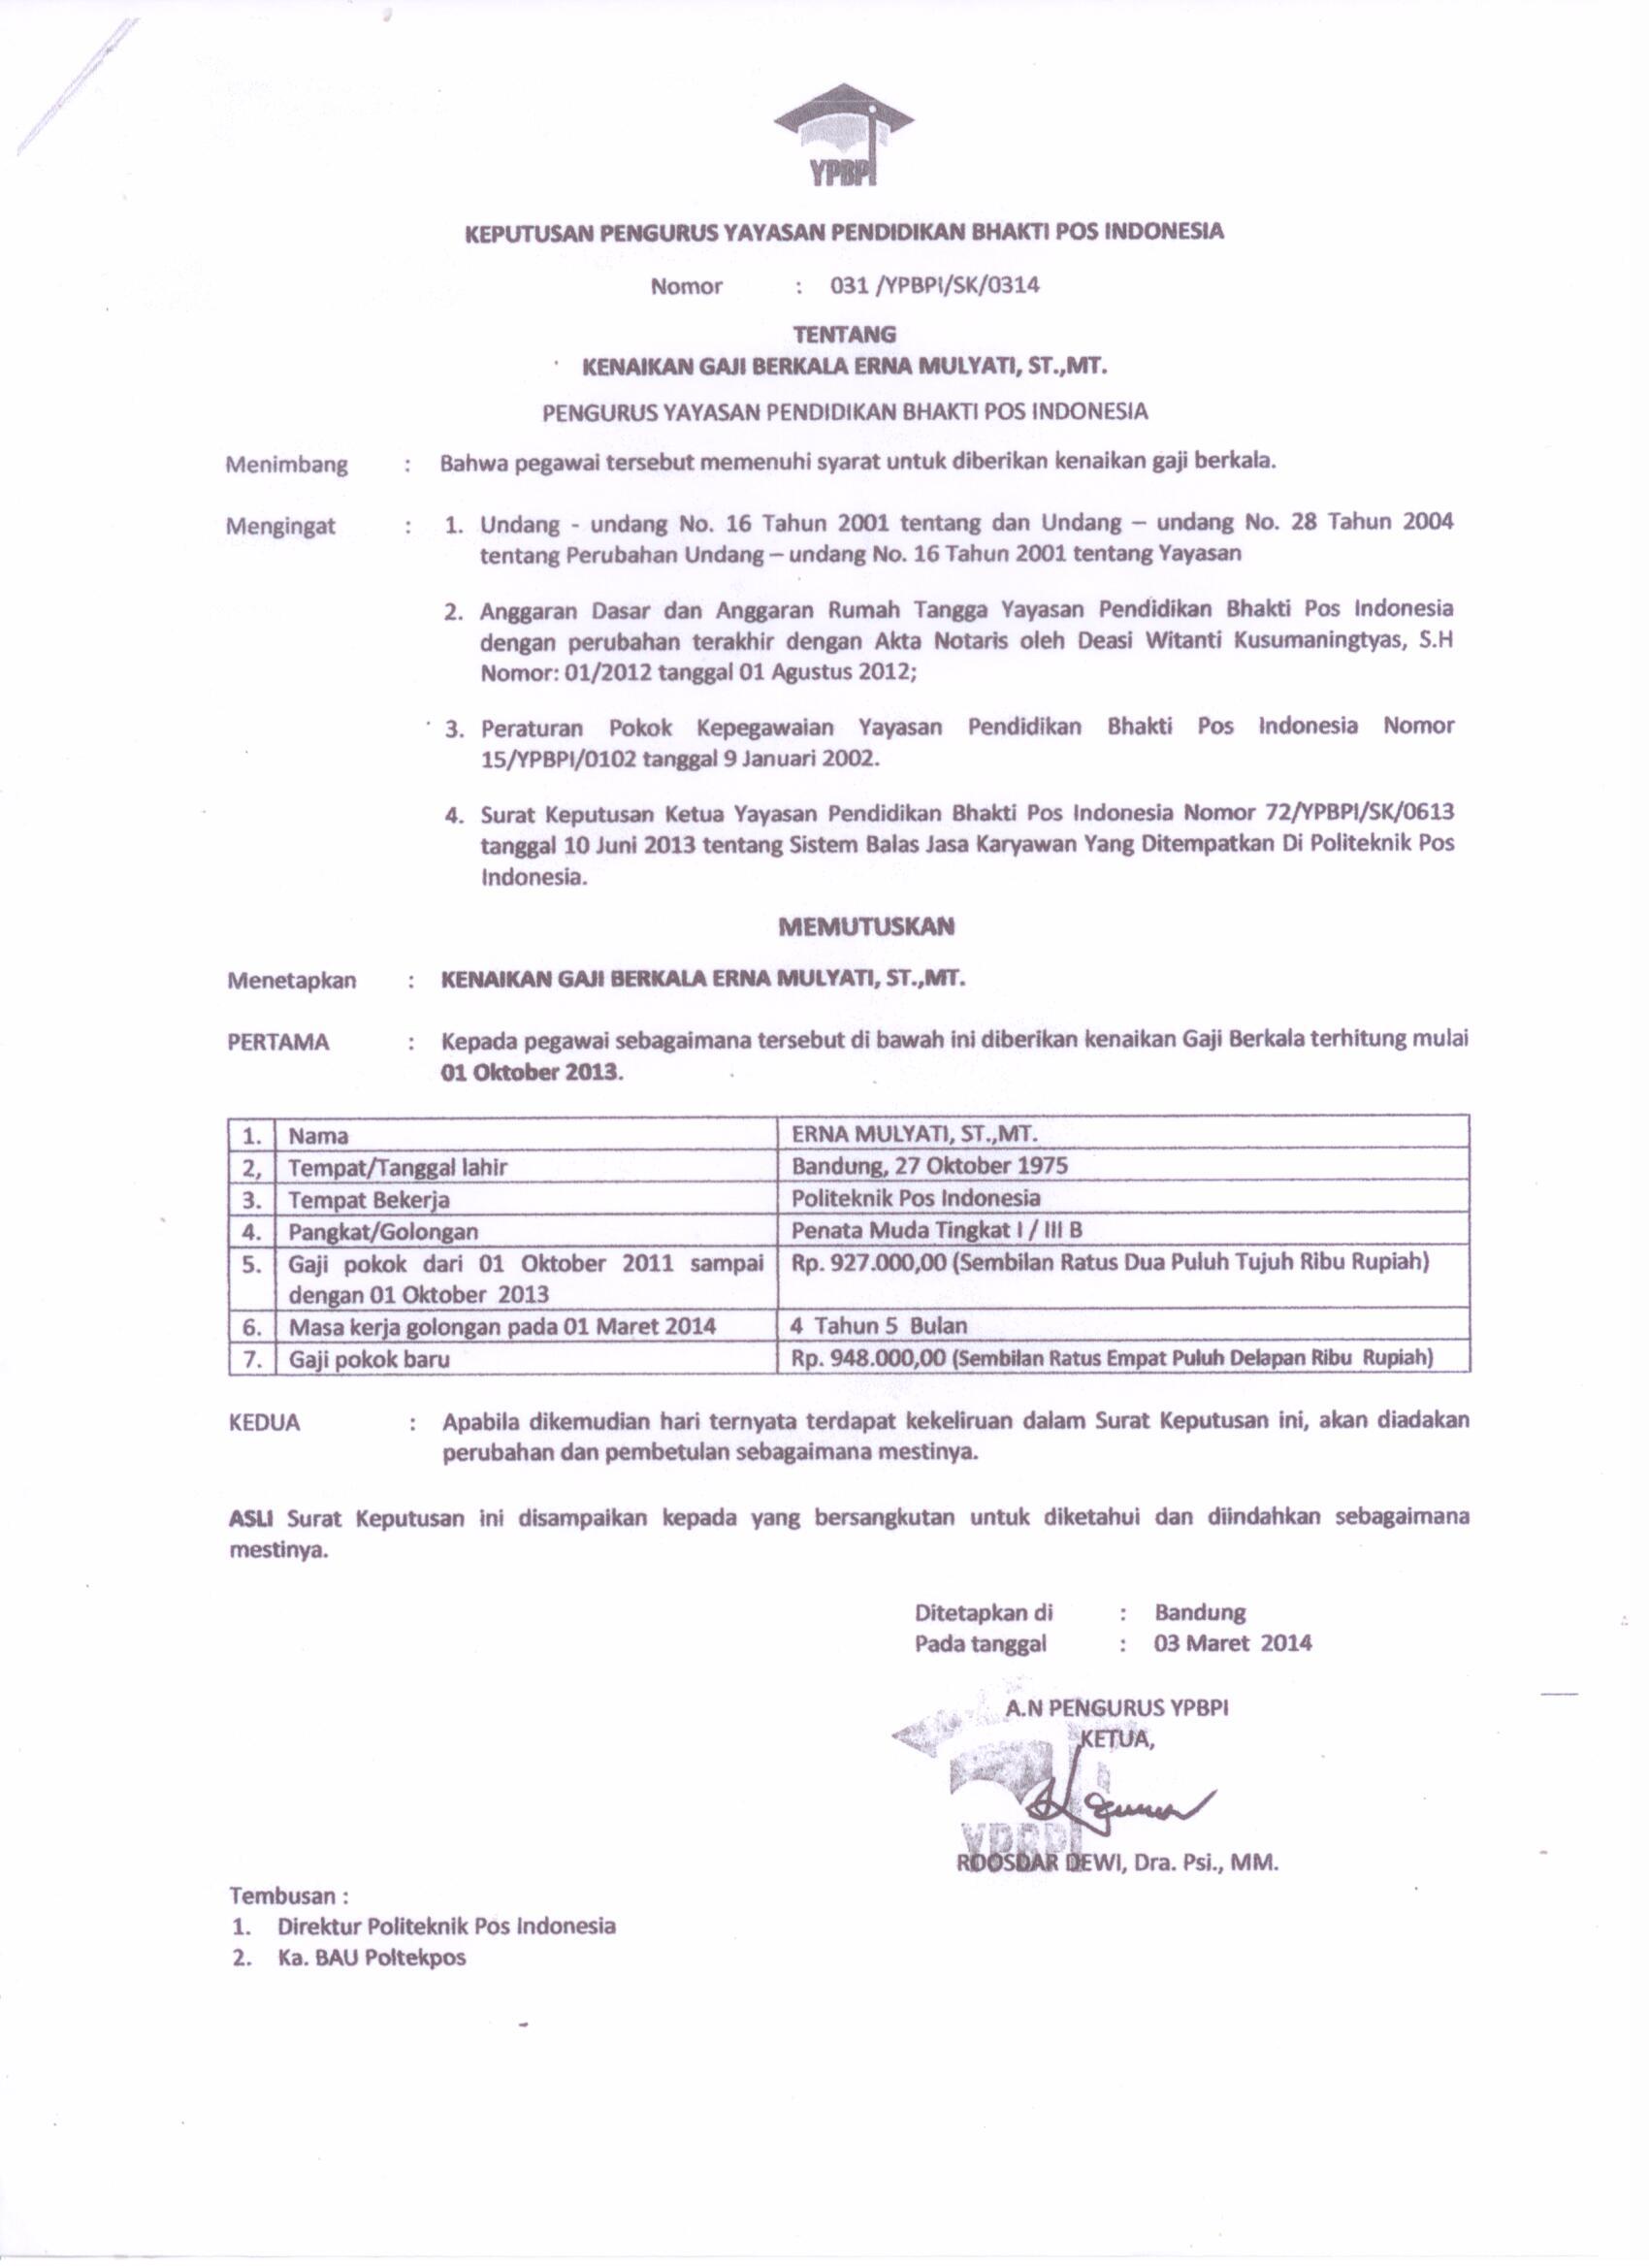 YPBPI
KEPUTUSAN PENGURUS YAYASAN PENDIDIKAN BHAKTI POS INDONESIA
Nomor : 031 /YPBPI/SK/0314
TENTANG
KENAIKAN GAJI BERKALA ERNA MULYATI, ST.,MT.
PENGURUS YAYASAN PENDIDIKAN BHAKTI POS INDONESIA
Menimbang : Bahwa pegawai tersebut memenuhi syarat untuk diberikan kenaikan gaji berkala.
Mengingat : 1. Undang - undang No. 16 Tahun 2001 tentang dan Undang – undang No. 28 Tahun 2004
tentang Perubahan Undang – undang No. 16 Tahun 2001 tentang Yayasan
2. Anggaran Dasar dan Anggaran Rumah Tangga Yayasan Pendidikan Bhakti Pos Indonesia
dengan perubahan terakhir dengan Akta Notaris oleh Deasi Witanti Kusumaningtyas, S.H
Nomor: 01/2012 tanggal 01 Agustus 2012;
3. Peraturan Pokok Kepegawaian Yayasan Pendidikan Bhakti Pos Indonesia Nomor
15/YPBPI/0102 tanggal 9 Januari 2002.
4. Surat Keputusan Ketua Yayasan Pendidikan Bhakti Pos Indonesia Nomor 72/YPBPI/SK/0613
tanggal 10 Juni 2013 tentang Sistem Balas Jasa Karyawan Yang Ditempatkan Di Politeknik Pos
Indonesia.
MEMUTUSKAN
Menetapkan : KENAIKAN GAJI BERKALA ERNA MULYATI, ST.,MT.
PERTAMA : Kepada pegawai sebagaimana tersebut di bawah ini diberikan kenaikan Gaji Berkala terhitung mulai
01 Oktober 2013.
1. Nama ERNA MULYATI, ST.,MT.
2, Tempat/Tanggal lahir Bandung, 27 Oktober 1975
3. Tempat Bekerja Politeknik Pos Indonesia
4. Pangkat/Golongan Penata Muda Tingkat I / III B
5. Gaji pokok dari 01 Oktober 2011 sampai Rp. 927.000,00 (Sembilan Ratus Dua Puluh Tujuh Ribu Rupiah)
dengan 01 Oktober 2013
6. Masa kerja golongan pada 01 Maret 2014 4 Tahun 5 Bulan
7. Gaji pokok baru Rp. 948.000,00 (Sembilan Ratus Empat Puluh Delapan Ribu Rupiah)
KEDUA : Apabila dikemudian hari ternyata terdapat kekeliruan dalam Surat Keputusan ini, akan diadakan
perubahan dan pembetulan sebagaimana mestinya.
ASLI Surat Keputusan ini disampaikan kepada yang bersangkutan untuk diketahui dan diindahkan sebagaimana
mestinya.
Ditetapkan di : Bandung
Pada tanggal : 03 Maret 2014
A.N PENGURUS YPBPI
KETUA,
YPBPI
ROOSDAR DEWI, Dra. Psi., MM.
Tembusan :
1. Direktur Politeknik Pos Indonesia
2. Ka. BAU Poltekpos